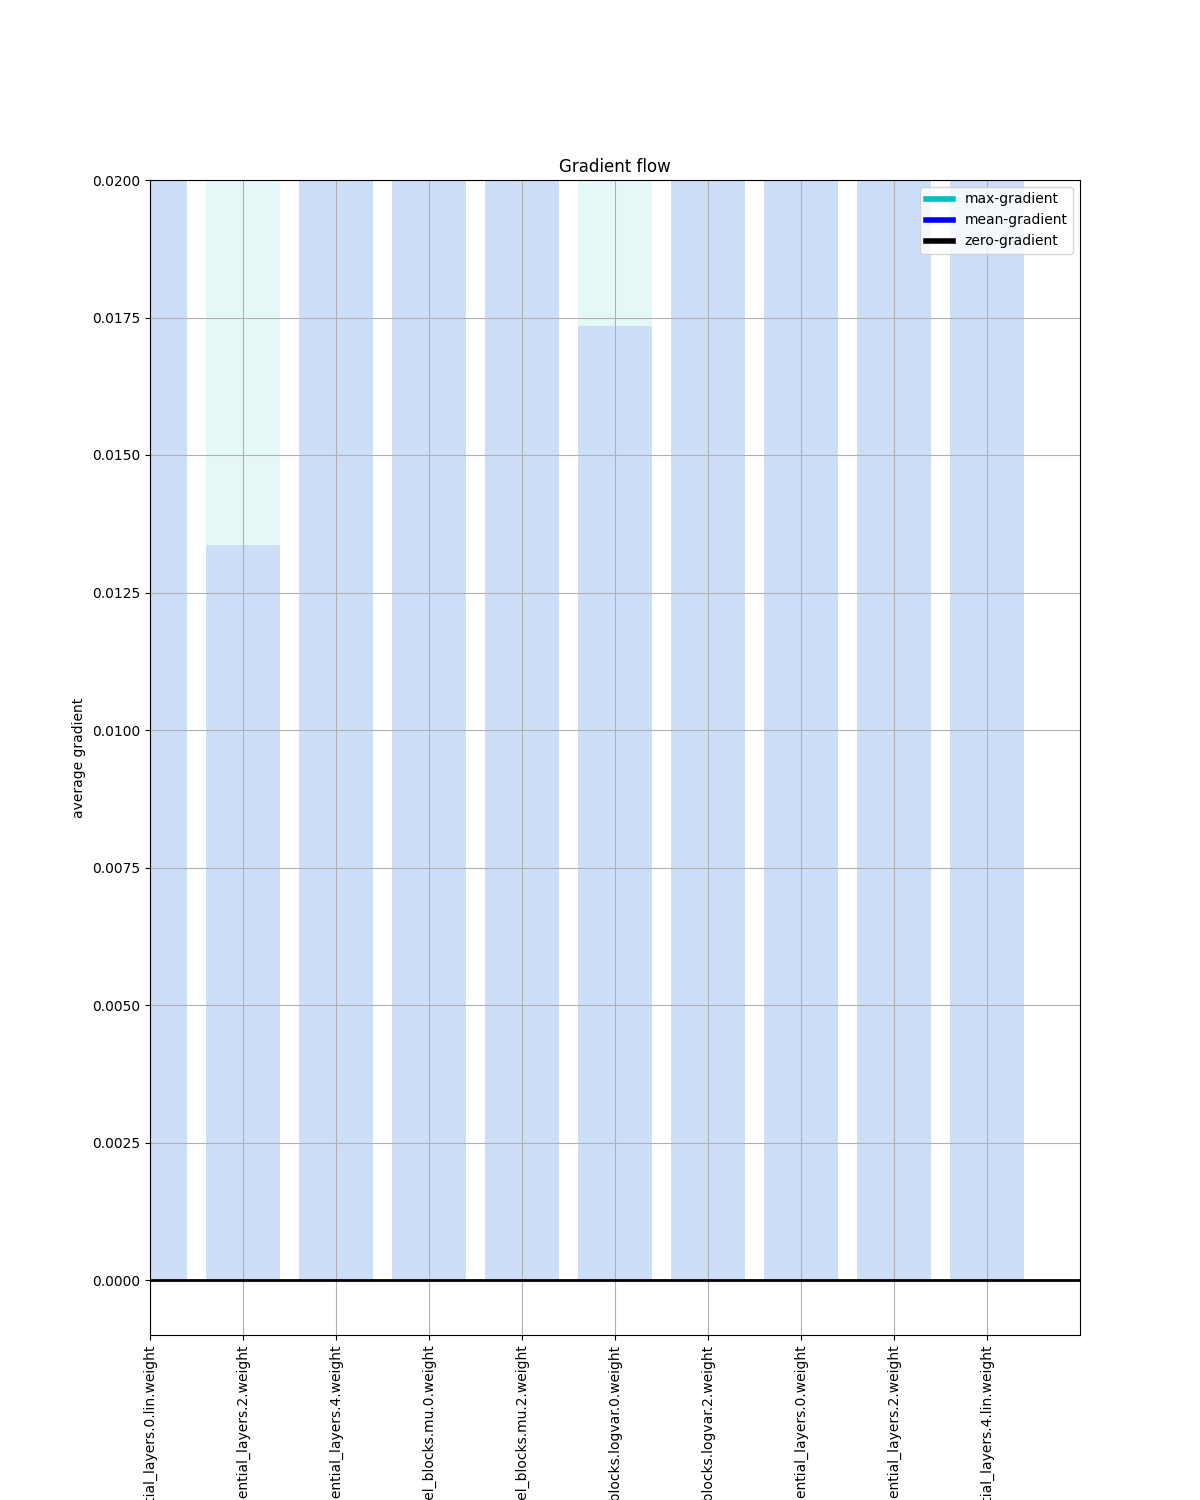 Gradient flow
max-gradient
mean-gradient
zero-gradient
0.0200
0.0175
0.0150
0.0125
0.0100
0.0075
0.0050
0.0025
0.0000
average gradient
tial_layers.0.lin.weight
ential_layers.2.weight
ential_layers.4.weight
el_blocks.mu.0.weight
el_blocks.mu.2.weight
blocks.logvar.0.weight
blocks.logvar.2.weight
ential_layers.0.weight
ential_layers.2.weight
tial_layers.4.lin.weight